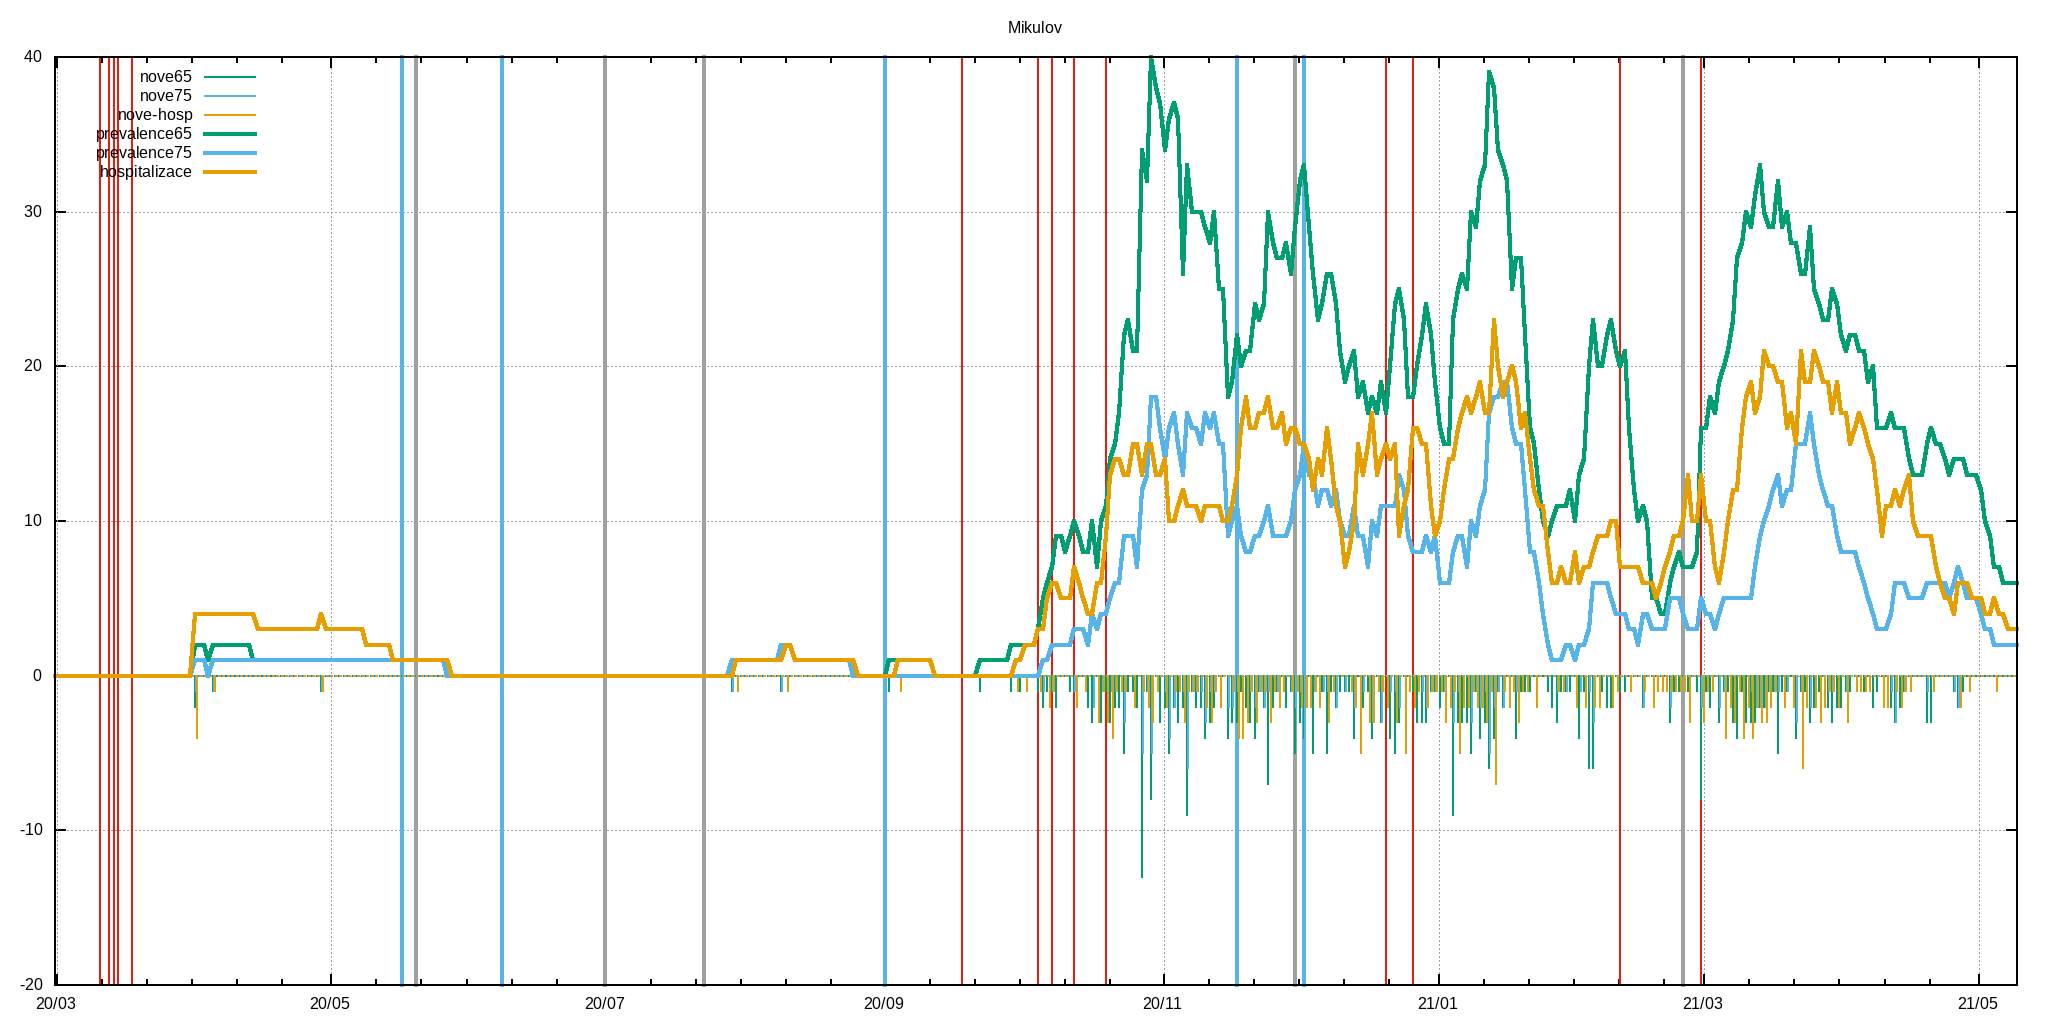 Mikulov
40
nove65
nove75
nove-hosp
prevalence65
prevalence75
hospitalizace
30
20
10
0
-10
-20
20/03 20/05 20/07 20/09 20/11 21/01 21/03 21/05